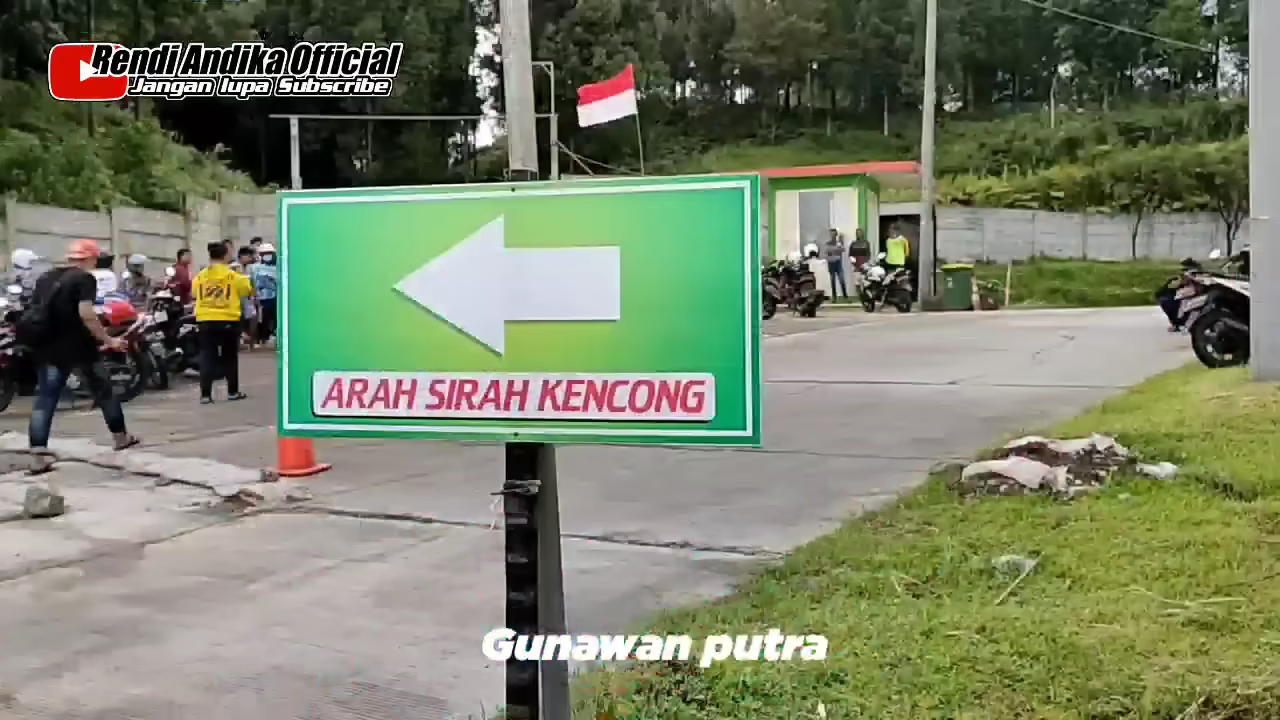 Rendi Andika Official
Jangan lupa Subscribe
ARAH SIRAH KENCONG
Gunawan putra